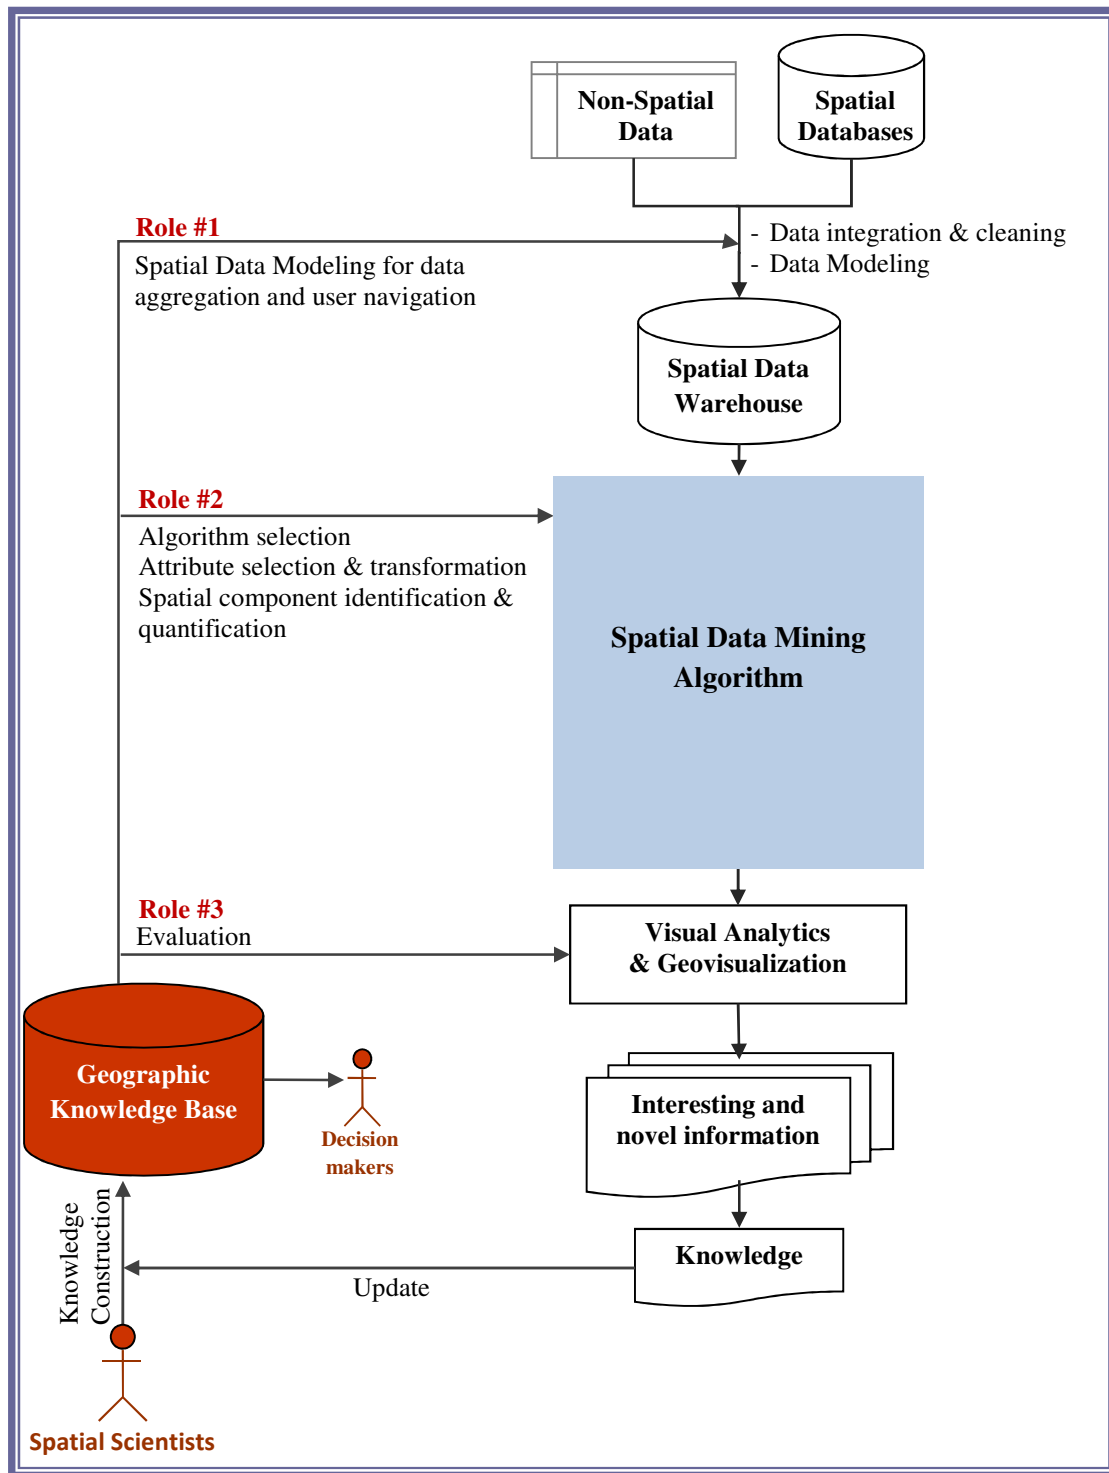 Non-Spatial
Data
Spatial
Databases
Role #1
Spatial Data Modeling for data
aggregation and user navigation
- Data integration & cleaning
- Data Modeling
Spatial Data
Warehouse
Role #2
Algorithm selection
Attribute selection & transformation
Spatial component identification &
quantification
Spatial Data Mining
Algorithm
Role #3
Evaluation
Visual Analytics
& Geovisualization
Geographic
Knowledge Base
Decision
makers
Interesting and
novel information
Knowledge
Construction
Knowledge
Update
Spatial Scientists